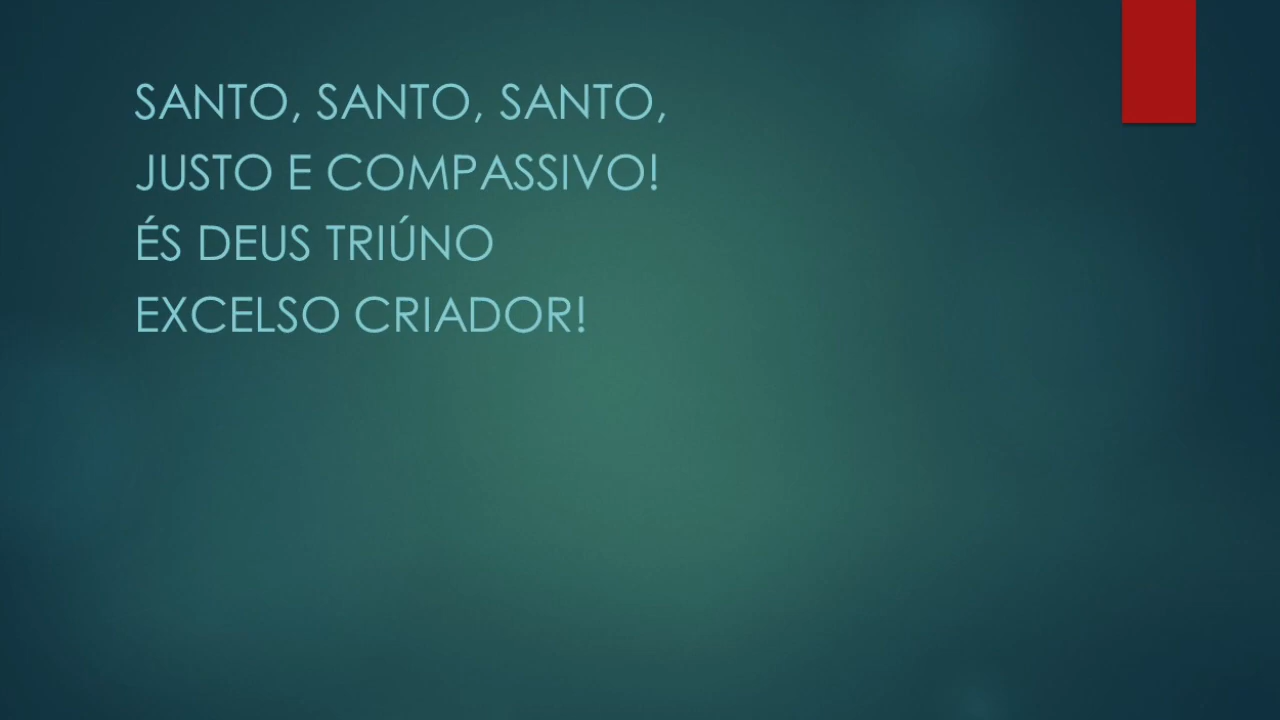 SANTO, SANTO, SANTO,
JUSTO E COMPASSIVO!
ÉS DEUS TRIÚNO
EXCELSO CRIADOR!